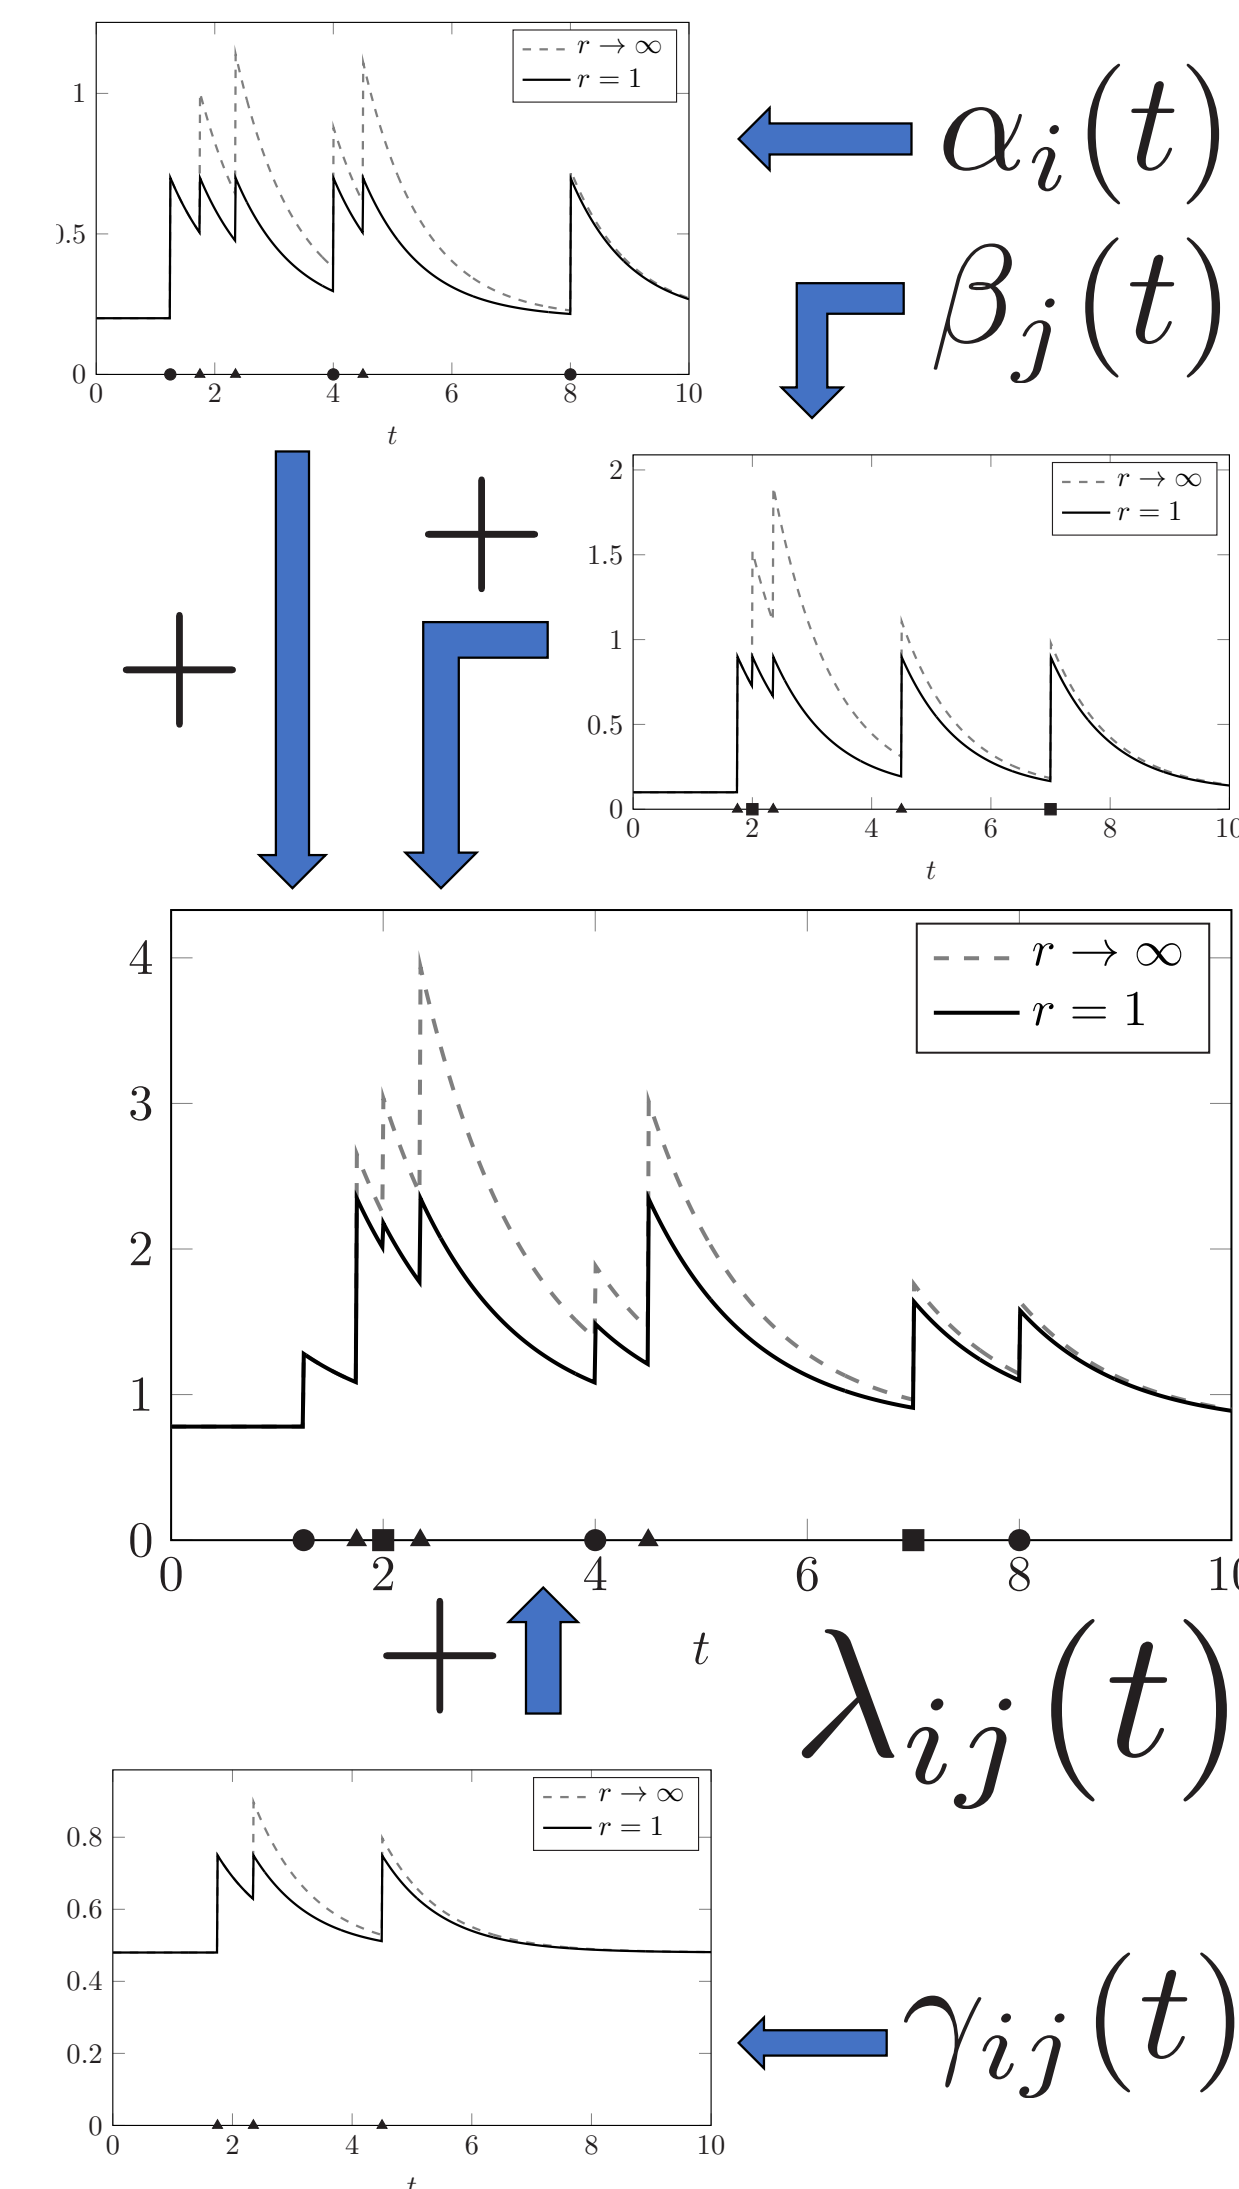 r → ∞
r = 1
1
0.5
0
0 2 4 6 8 10
t
α_i(t)
β_j(t)
r → ∞
r = 1
2
1.5
1
0.5
0
0 2 4 6 8 10
t
+
+
r → ∞
r = 1
4
3
2
1
0
0 2 4 6 8 10
t
+
λ_ij(t)
r → ∞
r = 1
0.8
0.6
0.4
0.2
0
0 2 4 6 8 10
t
γ_ij(t)